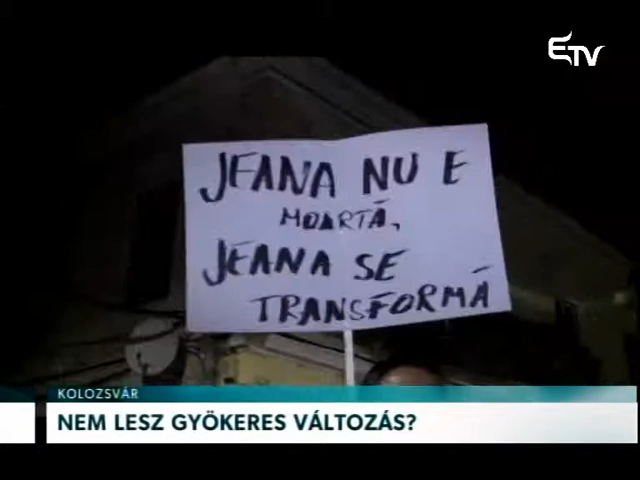 ETV
JEANA NU E
MOARTĂ,
JEANA SE
TRANSFORMĂ
KOLOZSVÁR
NEM LESZ GYÖKERES VÁLTOZÁS?